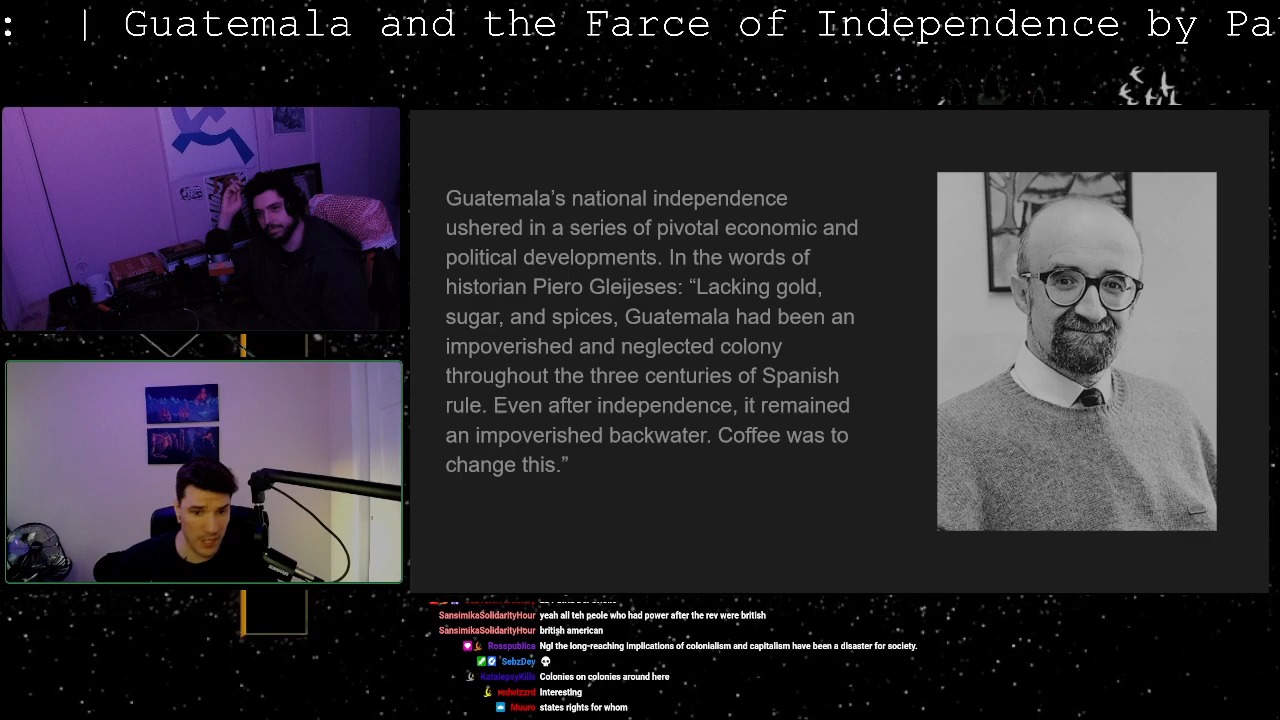 : | Guatemala and the Farce of Independence by Pa
Guatemala’s national independence
ushered in a series of pivotal economic and
political developments. In the words of
historian Piero Gleijeses: “Lacking gold,
sugar, and spices, Guatemala had been an
impoverished and neglected colony
throughout the three centuries of Spanish
rule. Even after independence, it remained
an impoverished backwater. Coffee was to
change this.”
SansimikaSolidarityHour yeah all teh peole who had power after the rev were british
SansimikaSolidarityHour british american
Rosspublica Ngl the long-reaching implications of colonialism and capitalism have been a disaster for society.
SebzDey 💀
KatalepsyKills Colonies on colonies around here
redwizzrd Interesting
Muuro states rights for whom